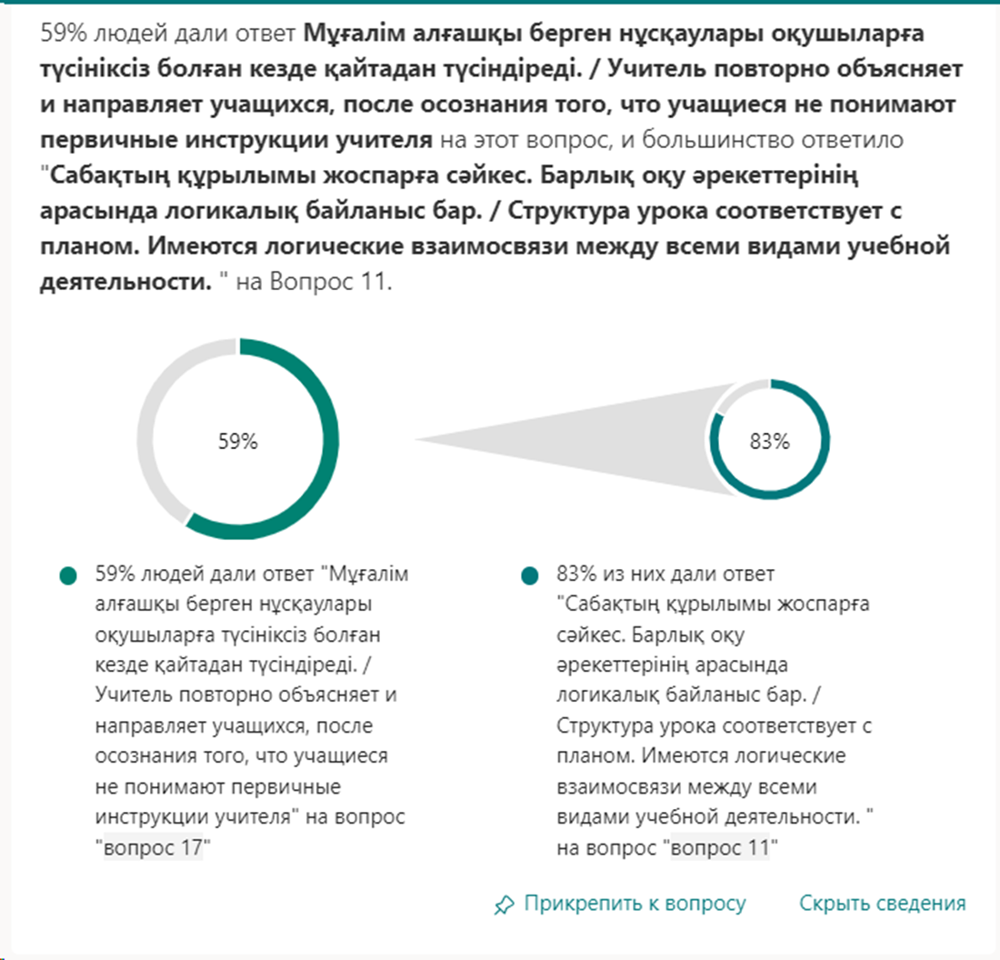 59% людей дали ответ Мұғалім алғашқы берген нұсқаулары оқушыларға
түсініксіз болған кезде қайтадан түсіндіреді. / Учитель повторно объясняет
и направляет учащихся, после осознания того, что учащиеся не понимают
первичные инструкции учителя на этот вопрос, и большинство ответило
"Сабақтың құрылымы жоспарға сәйкес. Барлық оқу әрекеттерінің
арасында логикалық байланыс бар. / Структура урока соответствует с
планом. Имеются логические взаимосвязи между всеми видами учебной
деятельности. " на Вопрос 11.
59%
83%
59% людей дали ответ "Мұғалім
алғашқы берген нұсқаулары
оқушыларға түсініксіз болған
кезде қайтадан түсіндіреді. /
Учитель повторно объясняет и
направляет учащихся, после
осознания того, что учащиеся
не понимают первичные
инструкции учителя" на вопрос
"вопрос 17"
83% из них дали ответ
"Сабақтың құрылымы жоспарға
сәйкес. Барлық оқу
әрекеттерінің арасында
логикалық байланыс бар. /
Структура урока соответствует с
планом. Имеются логические
взаимосвязи между всеми
видами учебной деятельности. "
на вопрос "вопрос 11"
Прикрепить к вопросу
Скрыть сведения